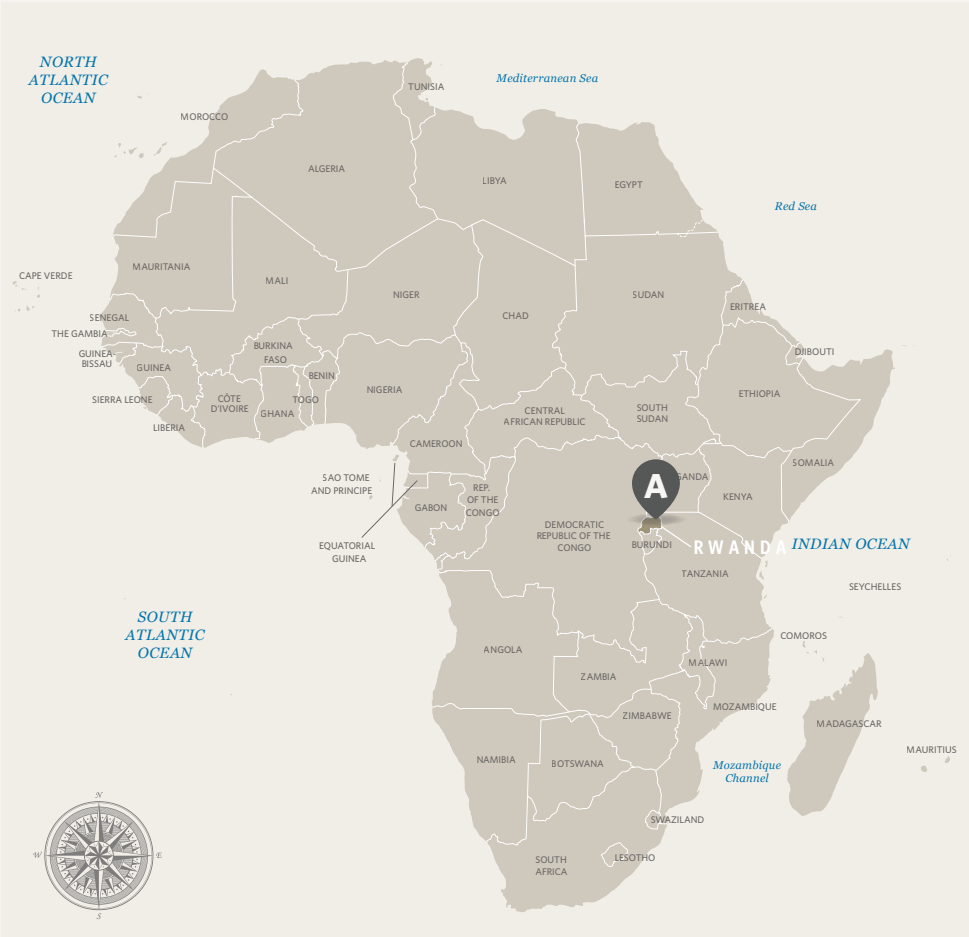 NORTH
ATLANTIC
OCEAN
Mediterranean Sea
TUNISIA
MOROCCO
ALGERIA
LIBYA
EGYPT
Red Sea
MAURITANIA
CAPE VERDE
MALI
NIGER
CHAD
SUDAN
ERITREA
SENEGAL
THE GAMBIA
GUINEA-
BISSAU
GUINEA
BURKINA
FASO
BENIN
DJIBOUTI
SIERRA LEONE
LIBERIA
CÔTE
D'IVOIRE
GHANA
TOGO
NIGERIA
ETHIOPIA
CENTRAL
AFRICAN REPUBLIC
SOUTH
SUDAN
CAMEROON
SOMALIA
SAO TOME
AND PRINCIPE
EQUATORIAL
GUINEA
GABON
REP.
OF THE
CONGO
DEMOCRATIC
REPUBLIC OF THE
CONGO
A
GANDA
KENYA
BURUNDI
RWANDA
INDIAN OCEAN
TANZANIA
SEYCHELLES
SOUTH
ATLANTIC
OCEAN
COMOROS
ANGOLA
ZAMBIA
MALAWI
MOZAMBIQUE
ZIMBABWE
MADAGASCAR
MAURITIUS
NAMIBIA
BOTSWANA
Mozambique
Channel
SWAZILAND
LESOTHO
SOUTH
AFRICA
N
W
E
S